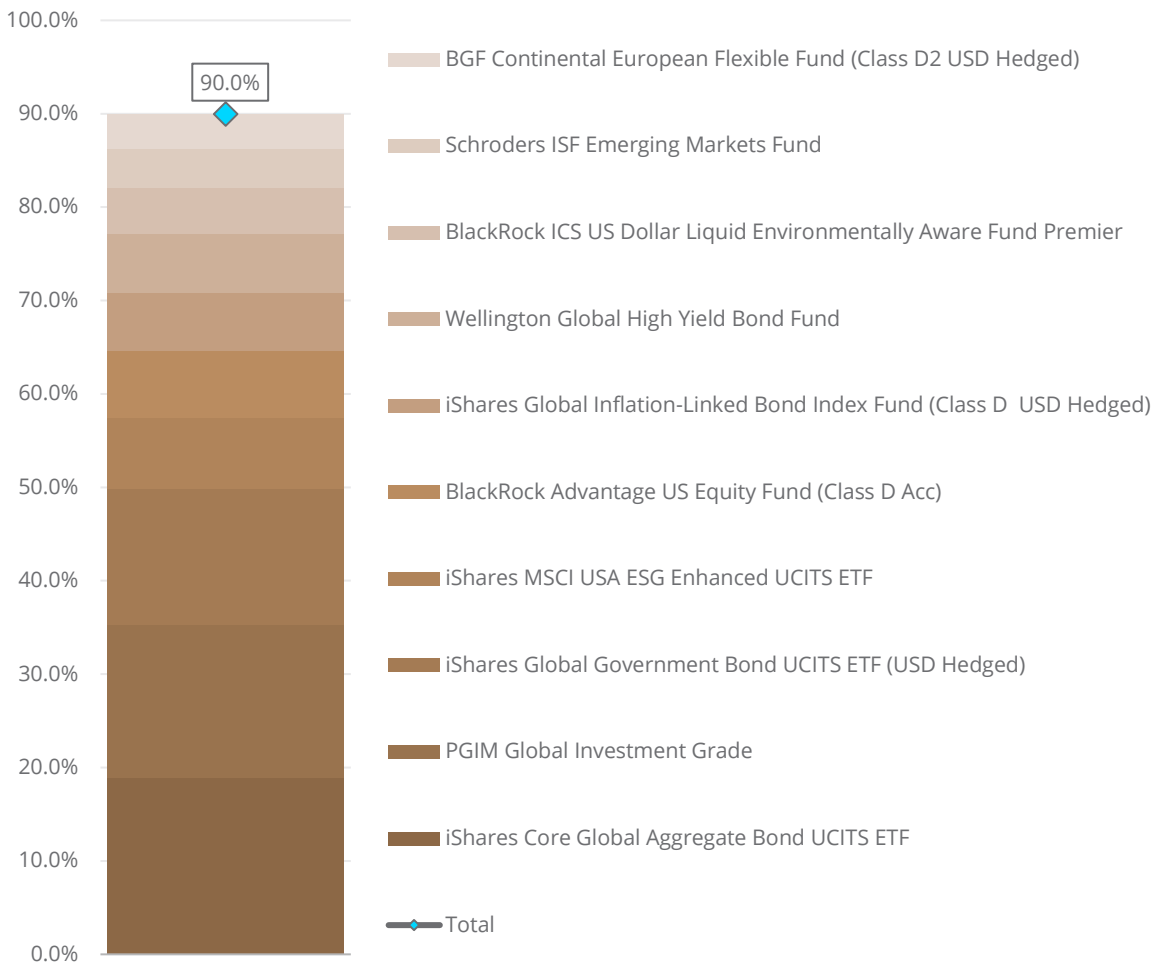 100.0%
90.0%
80.0%
70.0%
60.0%
50.0%
40.0%
30.0%
20.0%
10.0%
0.0%
90.0%
BGF Continental European Flexible Fund (Class D2 USD Hedged)
Schroders ISF Emerging Markets Fund
BlackRock ICS US Dollar Liquid Environmentally Aware Fund Premier
Wellington Global High Yield Bond Fund
iShares Global Inflation-Linked Bond Index Fund (Class D  USD Hedged)
BlackRock Advantage US Equity Fund (Class D Acc)
iShares MSCI USA ESG Enhanced UCITS ETF
iShares Global Government Bond UCITS ETF (USD Hedged)
PGIM Global Investment Grade
iShares Core Global Aggregate Bond UCITS ETF
Total